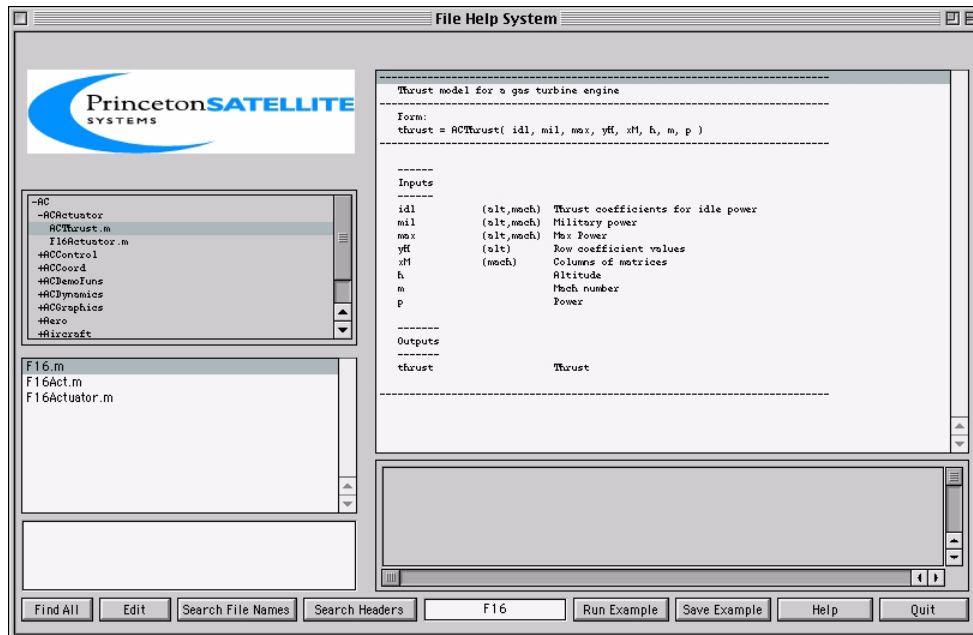 File Help System
PrincetonSATELLITE
SYSTEMS
-AC
-ACActuator
ACThrust.m
F16Actuator.m
+ACControl
+ACCoord
+ACDemoFuns
+ACDynamics
+ACGraphics
+Aero
+Aircraft
F16.m
F16Act.m
F16Actuator.m
--------------------------------------------------------------------------
Thrust model for a gas turbine engine
--------------------------------------------------------------------------
Form:
thrust = ACThrust( idl, mil, max, yH, xM, h, m, p )
--------------------------------------------------------------------------
------
Inputs
------
idl (alt,mach) Thrust coefficients for idle power
mil (alt,mach) Military power
max (alt,mach) Max Power
yH (alt) Row coefficient values
xM (mach) Columns of matrices
h Altitude
m Mach number
p Power
-------
Outputs
-------
thrust Thrust
--------------------------------------------------------------------------
Find All Edit Search File Names Search Headers F16 Run Example Save Example Help Quit